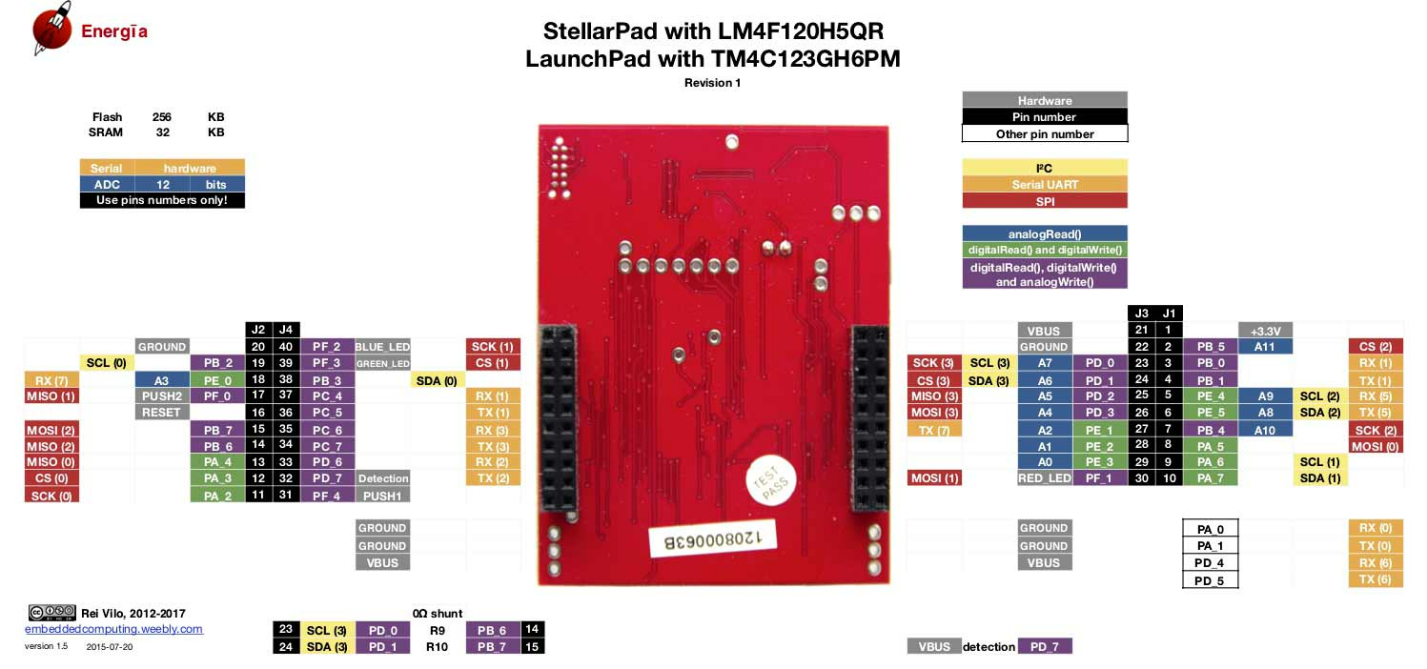 Energīa
StellarPad with LM4F120H5QR
LaunchPad with TM4C123GH6PM
Revision 1
Flash 256 KB
SRAM 32 KB
Serial hardware
ADC 12 bits
Use pins numbers only!
Hardware
Pin number
Other pin number
I²C
Serial UART
SPI
analogRead()
digitalRead() and digitalWrite()
digitalRead(), digitalWrite()
and analogWrite()
J2 J4
GROUND 20 40 PF_2 BLUE_LED SCK (1)
SCL (0) PB_2 19 39 PF_3 GREEN_LED CS (1)
RX (7) A3 PE_0 18 38 PB_3 SDA (0)
MISO (1) PUSH2 PF_0 17 37 PC_4 RX (1)
RESET 16 36 PC_5 TX (1)
MOSI (2) PB_7 15 35 PC_6 RX (3)
MISO (2) PB_6 14 34 PC_7 TX (3)
MISO (0) PA_4 13 33 PD_6 RX (2)
CS (0) PA_3 12 32 PD_7 Detection TX (2)
SCK (0) PA_2 11 31 PF_4 PUSH1
GROUND
GROUND
VBUS
TEST
PASS
120800063B
J3 J1
VBUS 21 1 +3.3V
GROUND 22 2 PB_5 A11 CS (2)
SCK (3) SCL (3) A7 PD_0 23 3 PB_0 RX (1)
CS (3) SDA (3) A6 PD_1 24 4 PB_1 TX (1)
MISO (3) A5 PD_2 25 5 PE_4 A9 SCL (2) RX (5)
MOSI (3) A4 PD_3 26 6 PE_5 A8 SDA (2) TX (5)
TX (7) A2 PE_1 27 7 PB_4 A10 SCK (2)
A1 PE_2 28 8 PA_5 MOSI (0)
A0 PE_3 29 9 PA_6 SCL (1)
MOSI (1) RED_LED PF_1 30 10 PA_7 SDA (1)
GROUND PA_0 RX (0)
GROUND PA_1 TX (0)
VBUS PD_4 RX (6)
PD_5 TX (6)
Rei Vilo, 2012-2017
embeddedcomputing.weebly.com
version 1.5 2015-07-20
0Ω shunt
23 SCL (3) PD_0 R9 PB_6 14
24 SDA (3) PD_1 R10 PB_7 15
VBUS detection PD_7